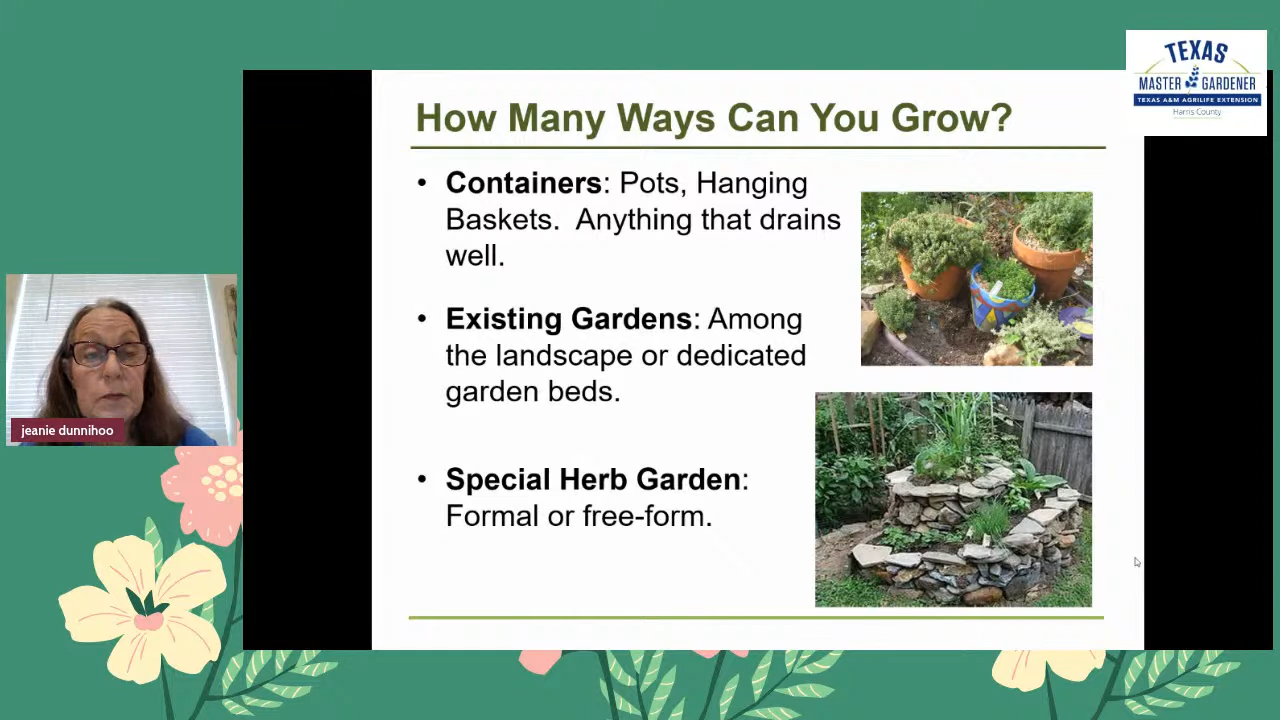 TEXAS
MASTER GARDENER
TEXAS A&M AGRILIFE EXTENSION
Harris County
How Many Ways Can You Grow?
• Containers: Pots, Hanging
Baskets.  Anything that drains
well.
• Existing Gardens: Among
the landscape or dedicated
garden beds.
• Special Herb Garden:
Formal or free-form.
jeanie dunnihoo